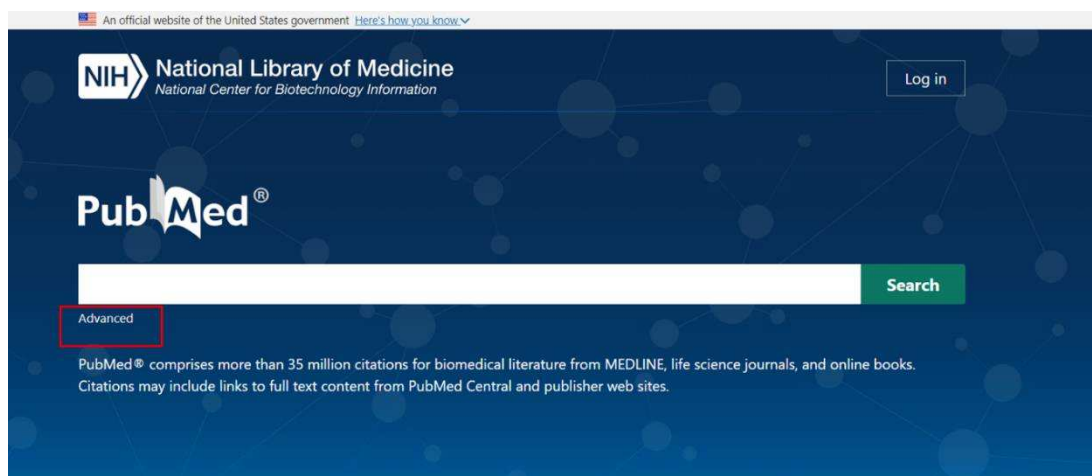 An official website of the United States government Here's how you know
NIH National Library of Medicine
National Center for Biotechnology Information
Log in
PubMed®
Search
Advanced
PubMed® comprises more than 35 million citations for biomedical literature from MEDLINE, life science journals, and online books.
Citations may include links to full text content from PubMed Central and publisher web sites.